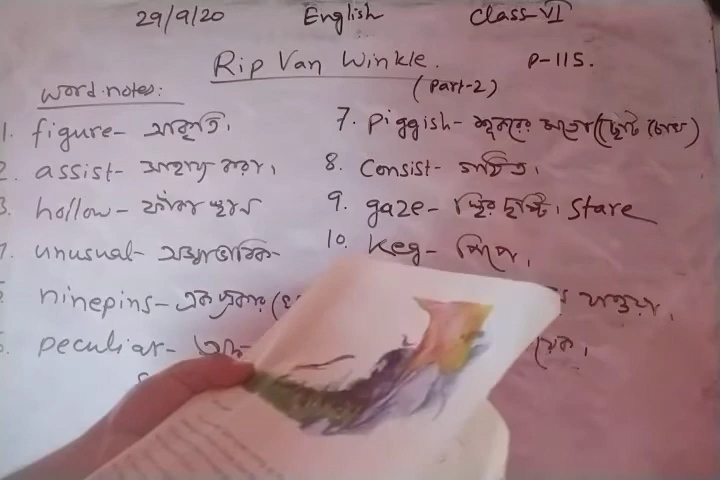 29/9/20 English Class-VI
Rip Van Winkle. P-115.
(Part-2)
word notes:
1. figure- আকৃতি।
2. assist- সাহায্য করা।
3. hollow- ফাঁকা স্থান
unusual- অস্বাভাবিক
ninepins- একপ্রকার
peculiar-
7. Piggish- শূকরের মতো (ছোট চোখ)
8. Consist- গঠিত।
9. gaze- স্থির দৃষ্টি। Stare
10. Keg- পিপে।